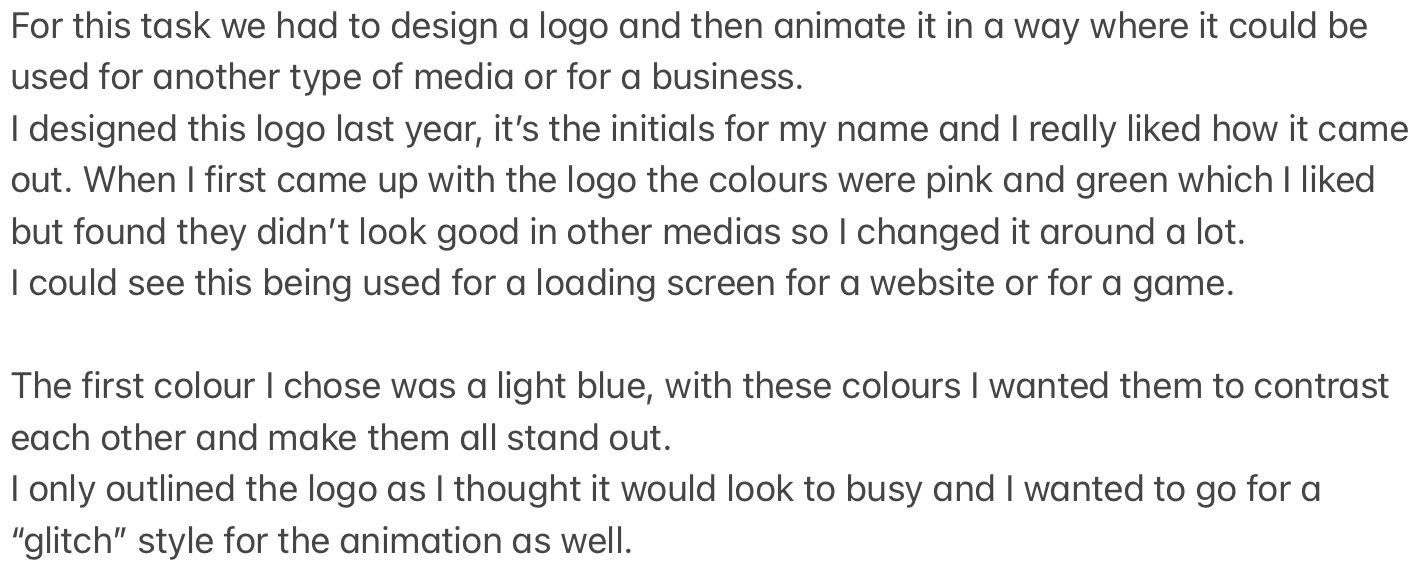 For this task we had to design a logo and then animate it in a way where it could be
used for another type of media or for a business.
I designed this logo last year, it’s the initials for my name and I really liked how it came
out. When I first came up with the logo the colours were pink and green which I liked
but found they didn’t look good in other medias so I changed it around a lot.
I could see this being used for a loading screen for a website or for a game.
The first colour I chose was a light blue, with these colours I wanted them to contrast
each other and make them all stand out.
I only outlined the logo as I thought it would look to busy and I wanted to go for a
“glitch” style for the animation as well.